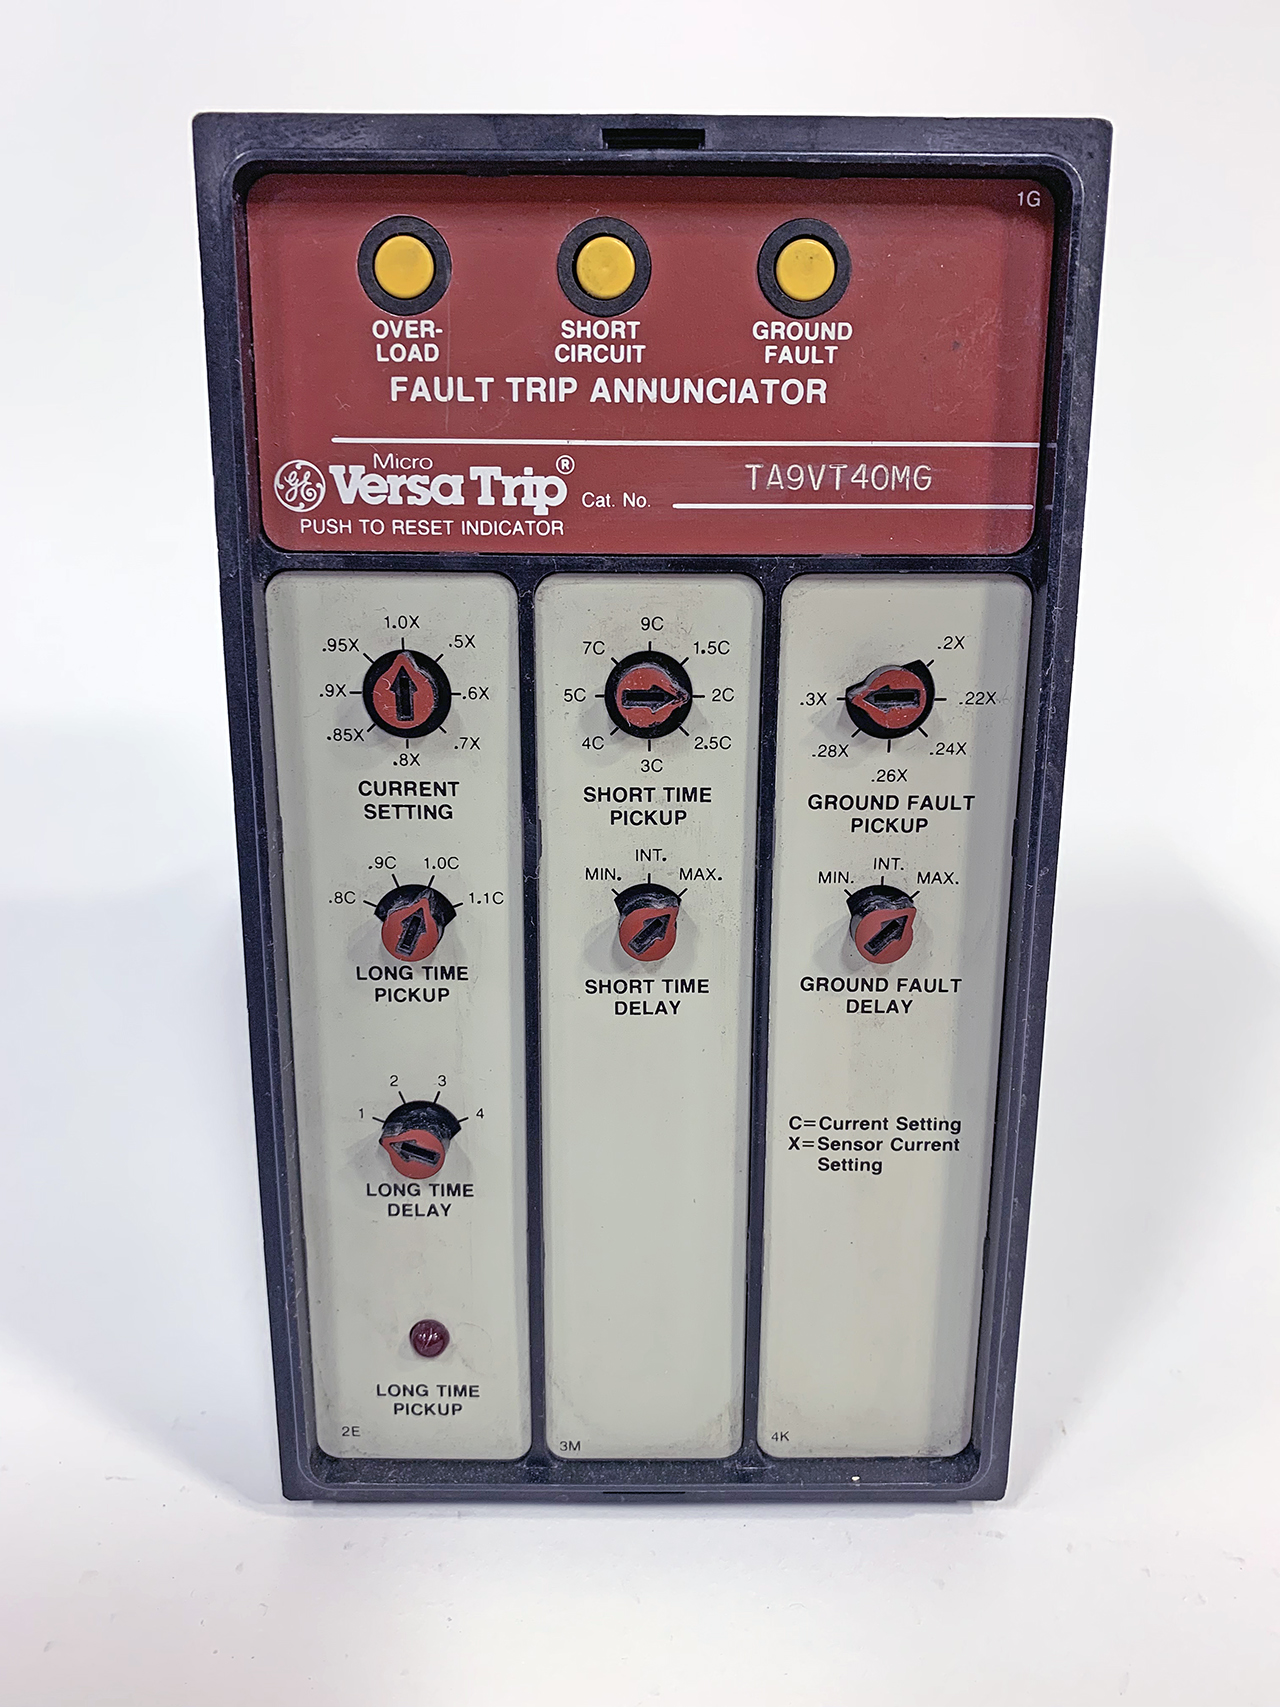 1G
OVER-
LOAD
SHORT
CIRCUIT
GROUND
FAULT
FAULT TRIP ANNUNCIATOR
GE
Micro
VersaTrip®
Cat. No. TA9VT40MG
PUSH TO RESET INDICATOR
1.0X
.95X .5X
.9X .6X
.85X .7X
.8X
CURRENT
SETTING
.9C 1.0C
.8C 1.1C
LONG TIME
PICKUP
2 3
1 4
LONG TIME
DELAY
LONG TIME
PICKUP
2E
9C
7C 1.5C
5C 2C
4C 2.5C
3C
SHORT TIME
PICKUP
INT.
MIN. MAX.
SHORT TIME
DELAY
3M
.2X
.3X .22X
.28X .24X
.26X
GROUND FAULT
PICKUP
INT.
MIN. MAX.
GROUND FAULT
DELAY
C=Current Setting
X=Sensor Current
Setting
4K